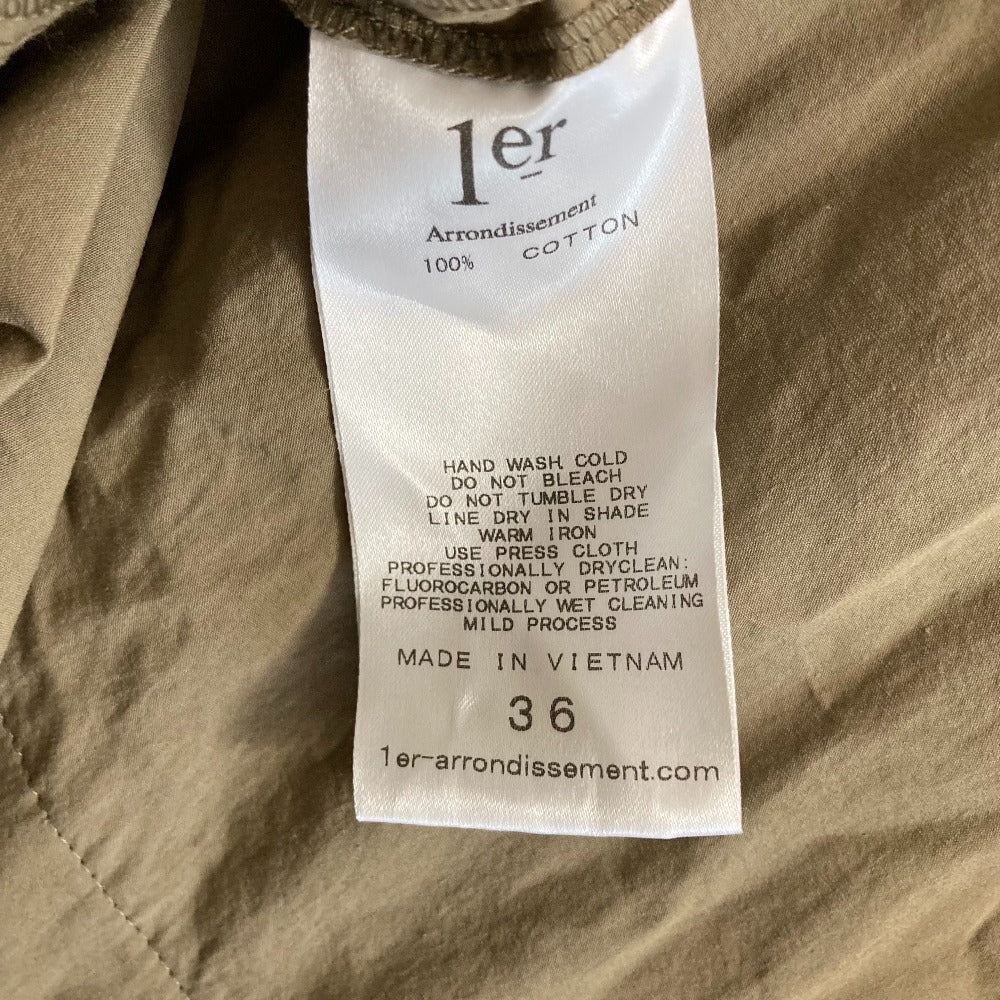 1er
Arrondissement
100% COTTON
HAND WASH COLD
DO NOT BLEACH
DO NOT TUMBLE DRY
LINE DRY IN SHADE
WARM IRON
USE PRESS CLOTH
PROFESSIONALLY DRYCLEAN:
FLUOROCARBON OR PETROLEUM
PROFESSIONALLY WET CLEANING
MILD PROCESS
MADE IN VIETNAM
36
1er-arrondissement.com